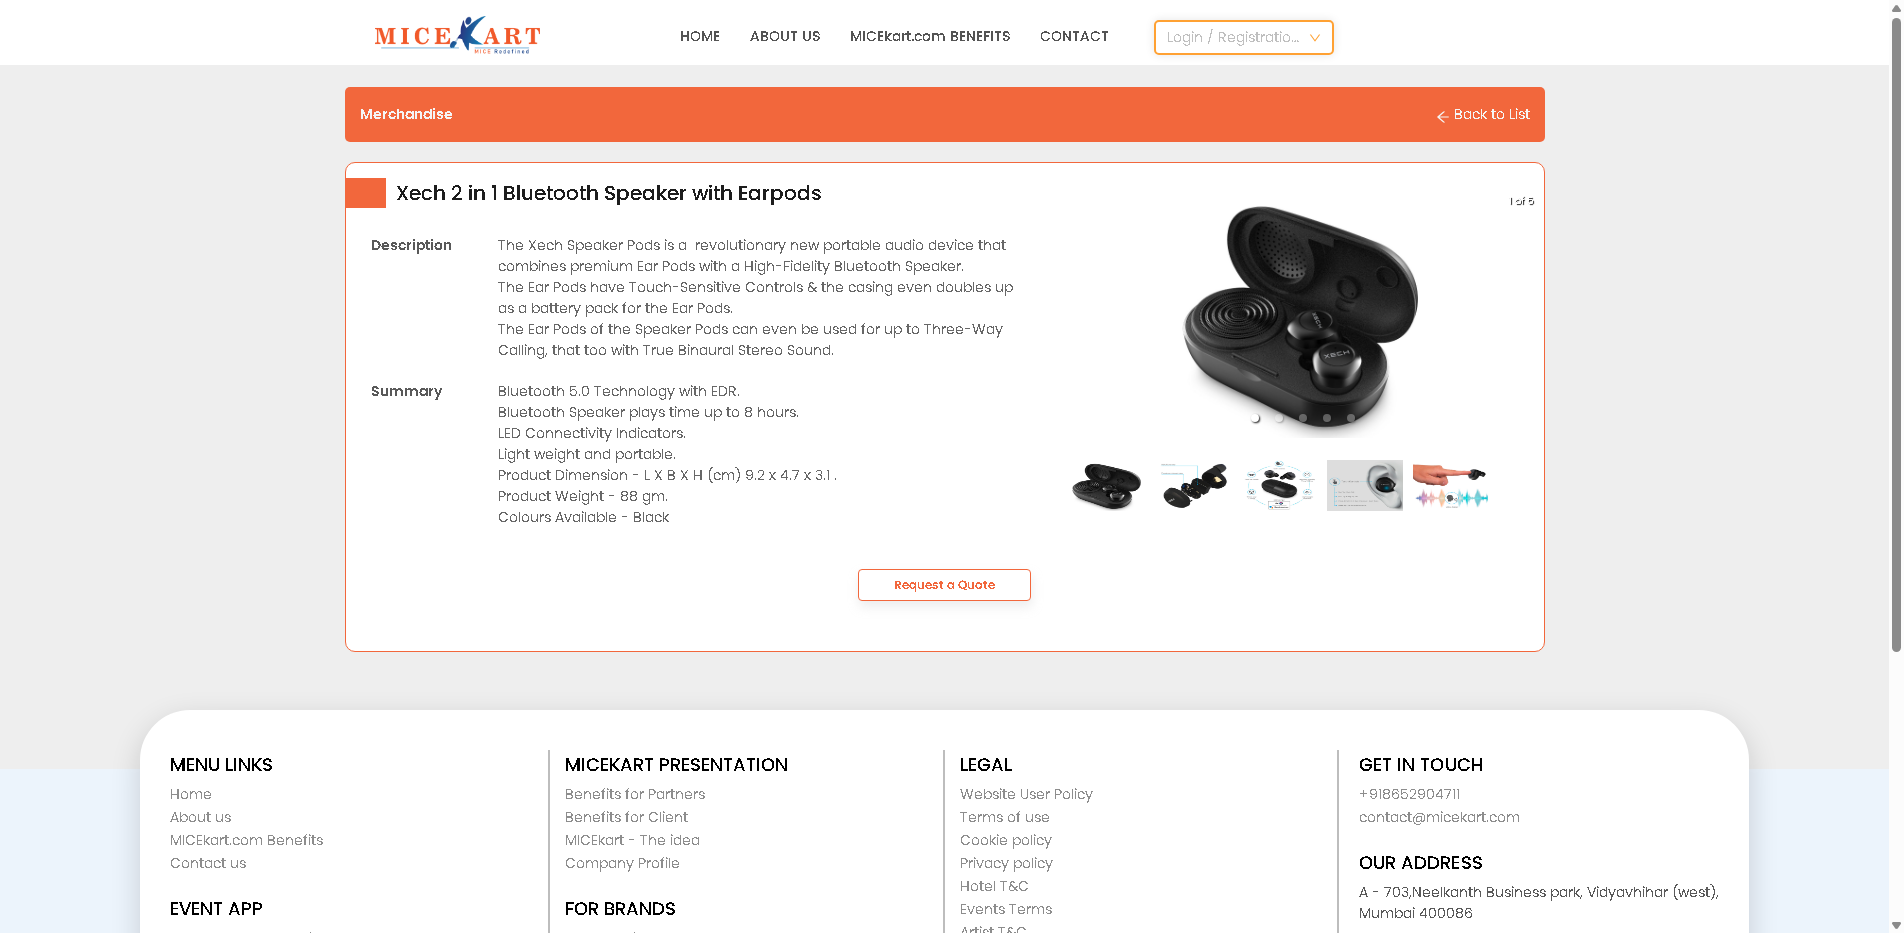 MICEKART
MICE Redefined
HOME
ABOUT US
MICEkart.com BENEFITS
CONTACT
Login / Registratio...
Merchandise
Back to List
Xech 2 in 1 Bluetooth Speaker with Earpods
1 of 5
Description
The Xech Speaker Pods is a  revolutionary new portable audio device that
combines premium Ear Pods with a High-Fidelity Bluetooth Speaker.
The Ear Pods have Touch-Sensitive Controls & the casing even doubles up
as a battery pack for the Ear Pods.
The Ear Pods of the Speaker Pods can even be used for up to Three-Way
Calling, that too with True Binaural Stereo Sound.
XECH
XECH
Summary
Bluetooth 5.0 Technology with EDR.
Bluetooth Speaker plays time up to 8 hours.
LED Connectivity Indicators.
Light weight and portable.
Product Dimension - L X B X H (cm) 9.2 x 4.7 x 3.1 .
Product Weight - 88 gm.
Colours Available - Black
Request a Quote
MENU LINKS
Home
About us
MICEkart.com Benefits
Contact us
EVENT APP
MICEKART PRESENTATION
Benefits for Partners
Benefits for Client
MICEkart - The idea
Company Profile
FOR BRANDS
LEGAL
Website User Policy
Terms of use
Cookie policy
Privacy policy
Hotel T&C
Events Terms
Artist T&C
GET IN TOUCH
+918652904711
contact@micekart.com
OUR ADDRESS
A - 703,Neelkanth Business park, Vidyavhihar (west),
Mumbai 400086